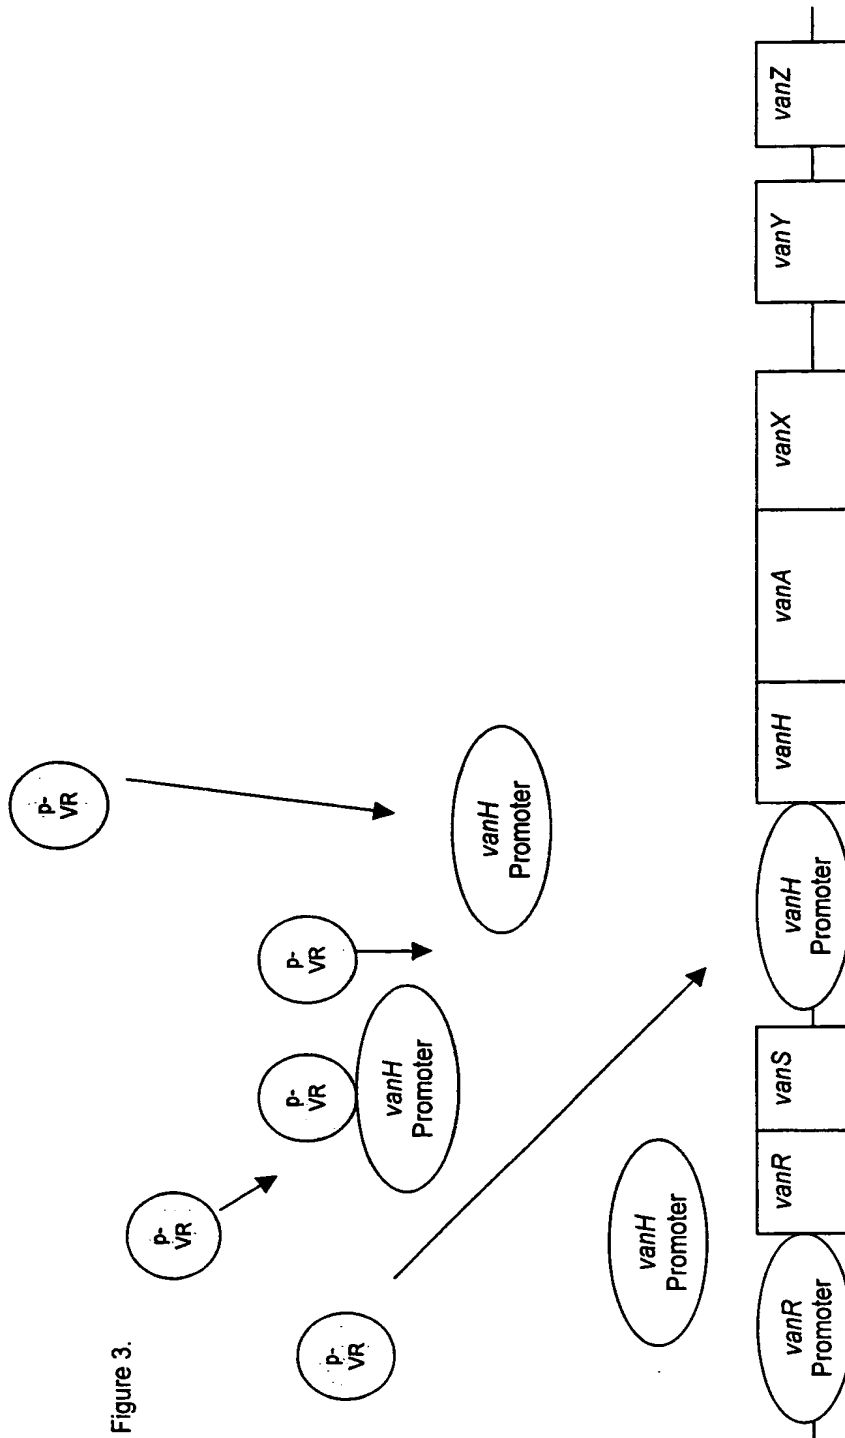 p-
VR
Figure 3.
p-
VR
p-
VR
p-
VR
p-
VR
vanH
Promoter
vanH
Promoter
vanH
Promoter
vanR
Promoter
vanR
vanS
vanH
Promoter
vanH
vanA
vanX
vanY
vanZ